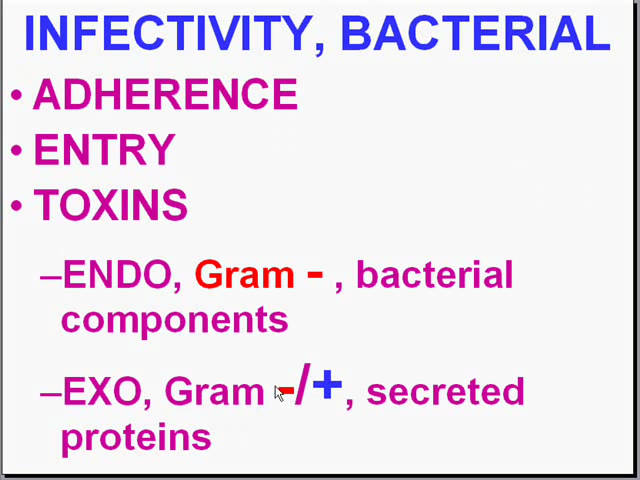 INFECTIVITY, BACTERIAL
• ADHERENCE
• ENTRY
• TOXINS
–ENDO, Gram - , bacterial
components
–EXO, Gram -/+, secreted
proteins